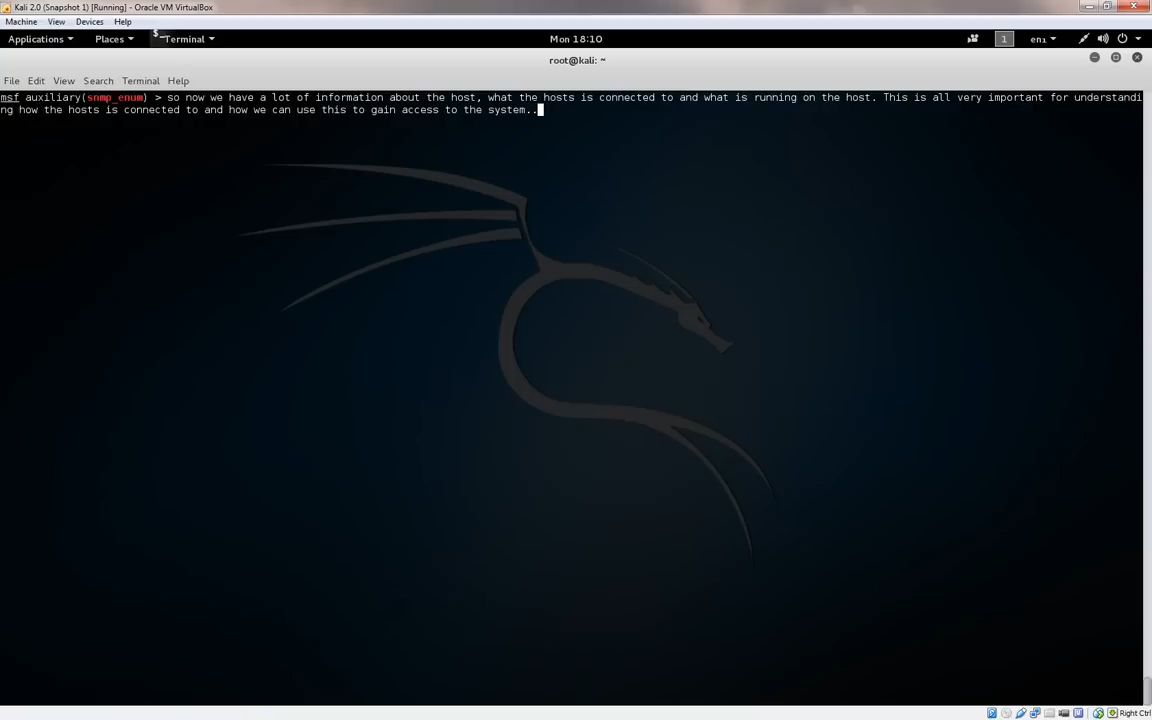 Kali 2.0 (Snapshot 1) [Running] - Oracle VM VirtualBox
Machine View Devices Help
Applications Places Terminal Mon 18:10 1 en1
root@kali: ~
File Edit View Search Terminal Help
msf auxiliary(snmp_enum) > so now we have a lot of information about the host, what the hosts is connected to and what is running on the host. This is all very important for understandi
ng how the hosts is connected to and how we can use this to gain access to the system..
Right Ctrl